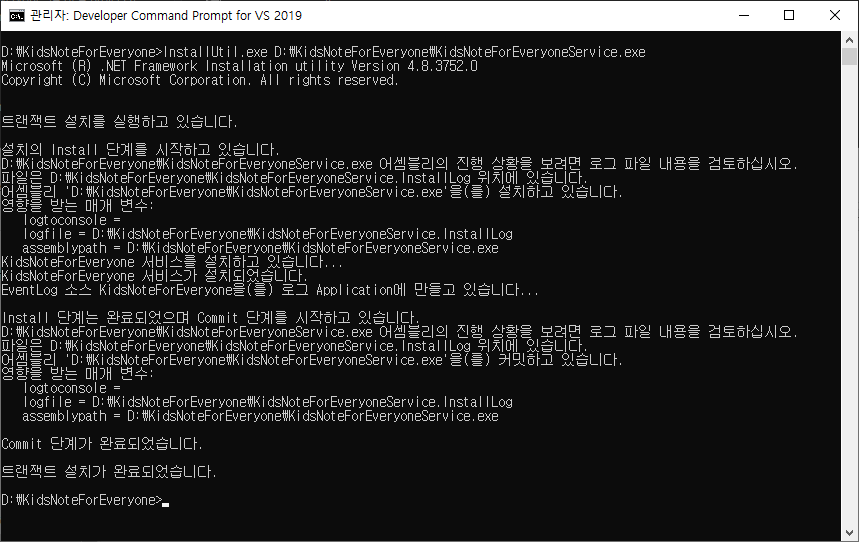 관리자: Developer Command Prompt for VS 2019
D:₩KidsNoteForEveryone>InstallUtil.exe D:₩KidsNoteForEveryone₩KidsNoteForEveryoneService.exe
Microsoft (R) .NET Framework Installation utility Version 4.8.3752.0
Copyright (C) Microsoft Corporation. All rights reserved.
트랜잭트 설치를 실행하고 있습니다.
설치의 Install 단계를 시작하고 있습니다.
D:₩KidsNoteForEveryone₩KidsNoteForEveryoneService.exe 어셈블리의 진행 상황을 보려면 로그 파일 내용을 검토하십시오.
파일은 D:₩KidsNoteForEveryone₩KidsNoteForEveryoneService.InstallLog 위치에 있습니다.
어셈블리 'D:₩KidsNoteForEveryone₩KidsNoteForEveryoneService.exe'을(를) 설치하고 있습니다.
영향을 받는 매개 변수:
logtoconsole =
logfile = D:₩KidsNoteForEveryone₩KidsNoteForEveryoneService.InstallLog
assemblypath = D:₩KidsNoteForEveryone₩KidsNoteForEveryoneService.exe
KidsNoteForEveryone 서비스를 설치하고 있습니다...
KidsNoteForEveryone 서비스가 설치되었습니다.
EventLog 소스 KidsNoteForEveryone을(를) 로그 Application에 만들고 있습니다...
Install 단계는 완료되었으며 Commit 단계를 시작하고 있습니다.
D:₩KidsNoteForEveryone₩KidsNoteForEveryoneService.exe 어셈블리의 진행 상황을 보려면 로그 파일 내용을 검토하십시오.
파일은 D:₩KidsNoteForEveryone₩KidsNoteForEveryoneService.InstallLog 위치에 있습니다.
어셈블리 'D:₩KidsNoteForEveryone₩KidsNoteForEveryoneService.exe'을(를) 커밋하고 있습니다.
영향을 받는 매개 변수:
logtoconsole =
logfile = D:₩KidsNoteForEveryone₩KidsNoteForEveryoneService.InstallLog
assemblypath = D:₩KidsNoteForEveryone₩KidsNoteForEveryoneService.exe
Commit 단계가 완료되었습니다.
트랜잭트 설치가 완료되었습니다.
D:₩KidsNoteForEveryone>